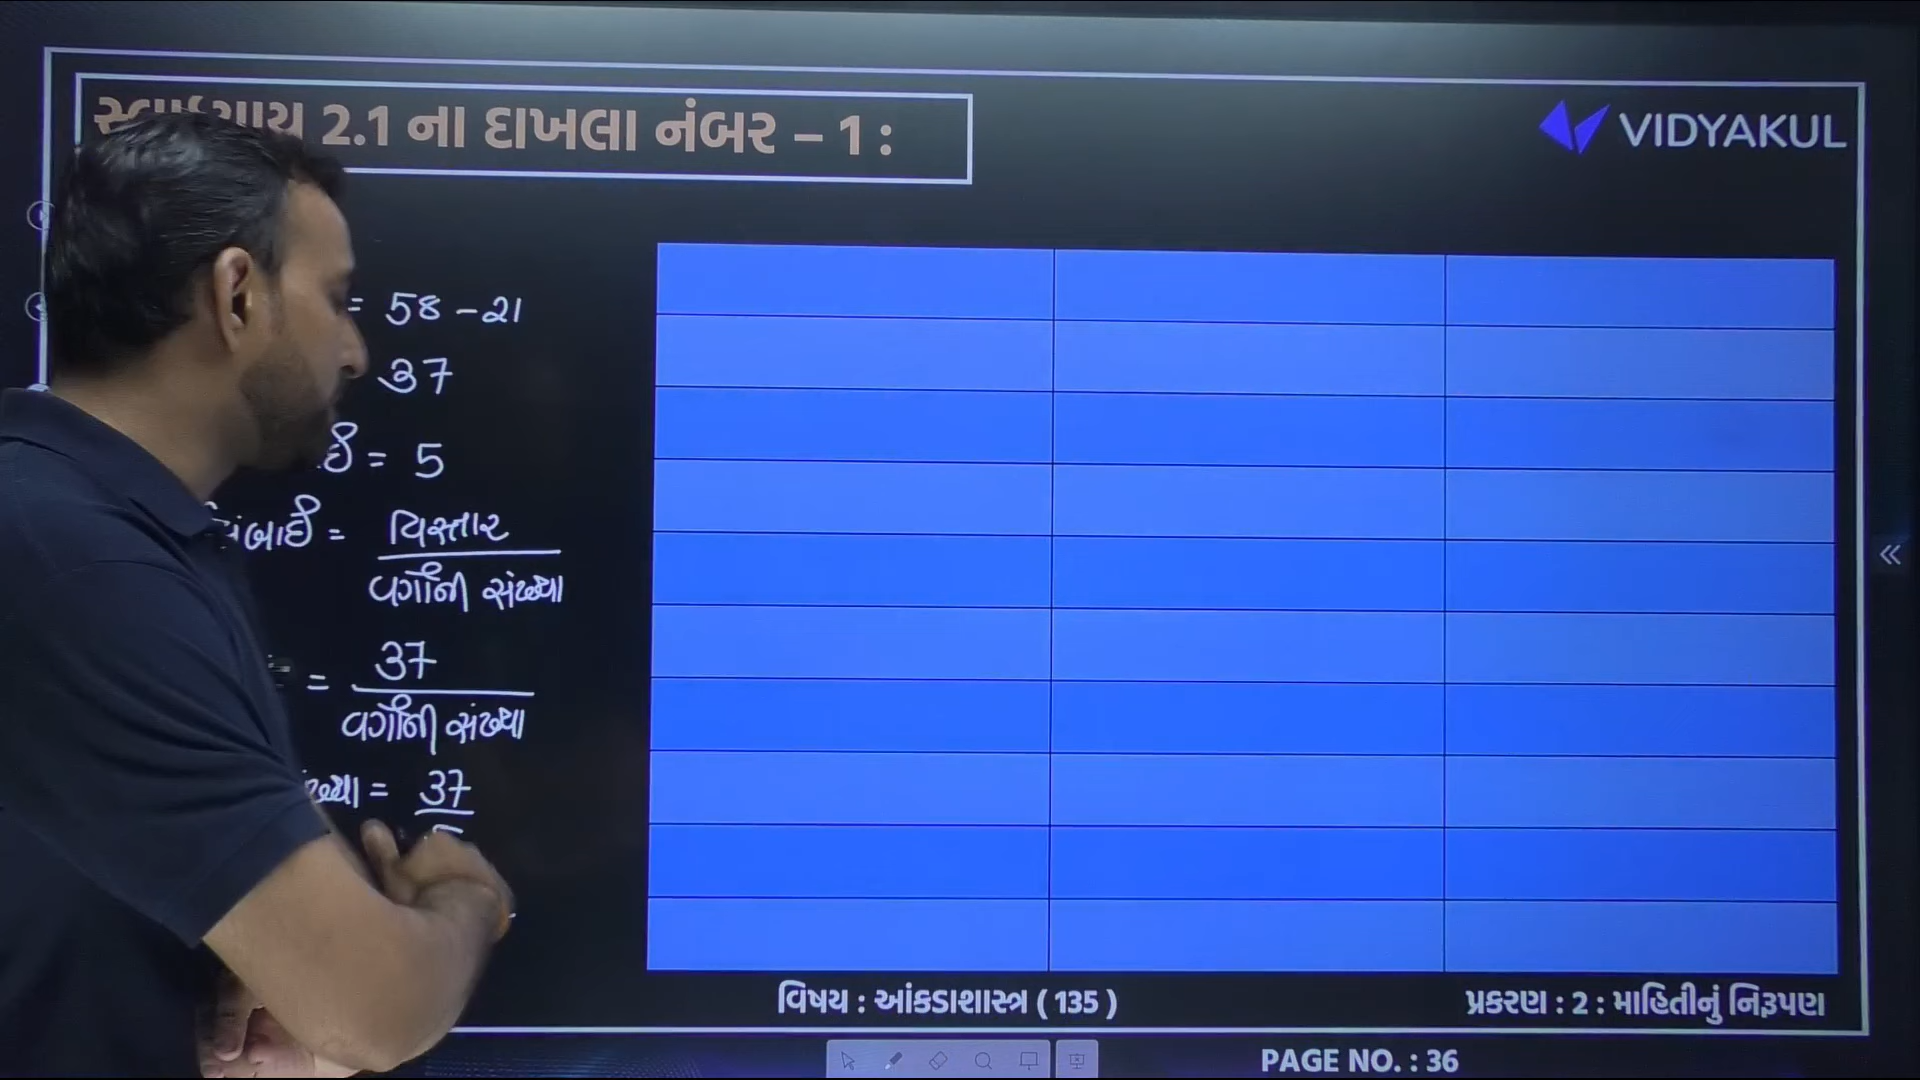 2.1 ના દાખલા નંબર – 1 :
VIDYAKUL
= 58 - 21
37
ઈ = 5
લંબાઈ = વિસ્તાર
વર્ગોની સંખ્યા
= 37
વર્ગોની સંખ્યા
= 37
વિષય : આંકડાશાસ્ત્ર ( 135 )
પ્રકરણ : 2 : માહિતીનું નિરૂપણ
PAGE NO. : 36